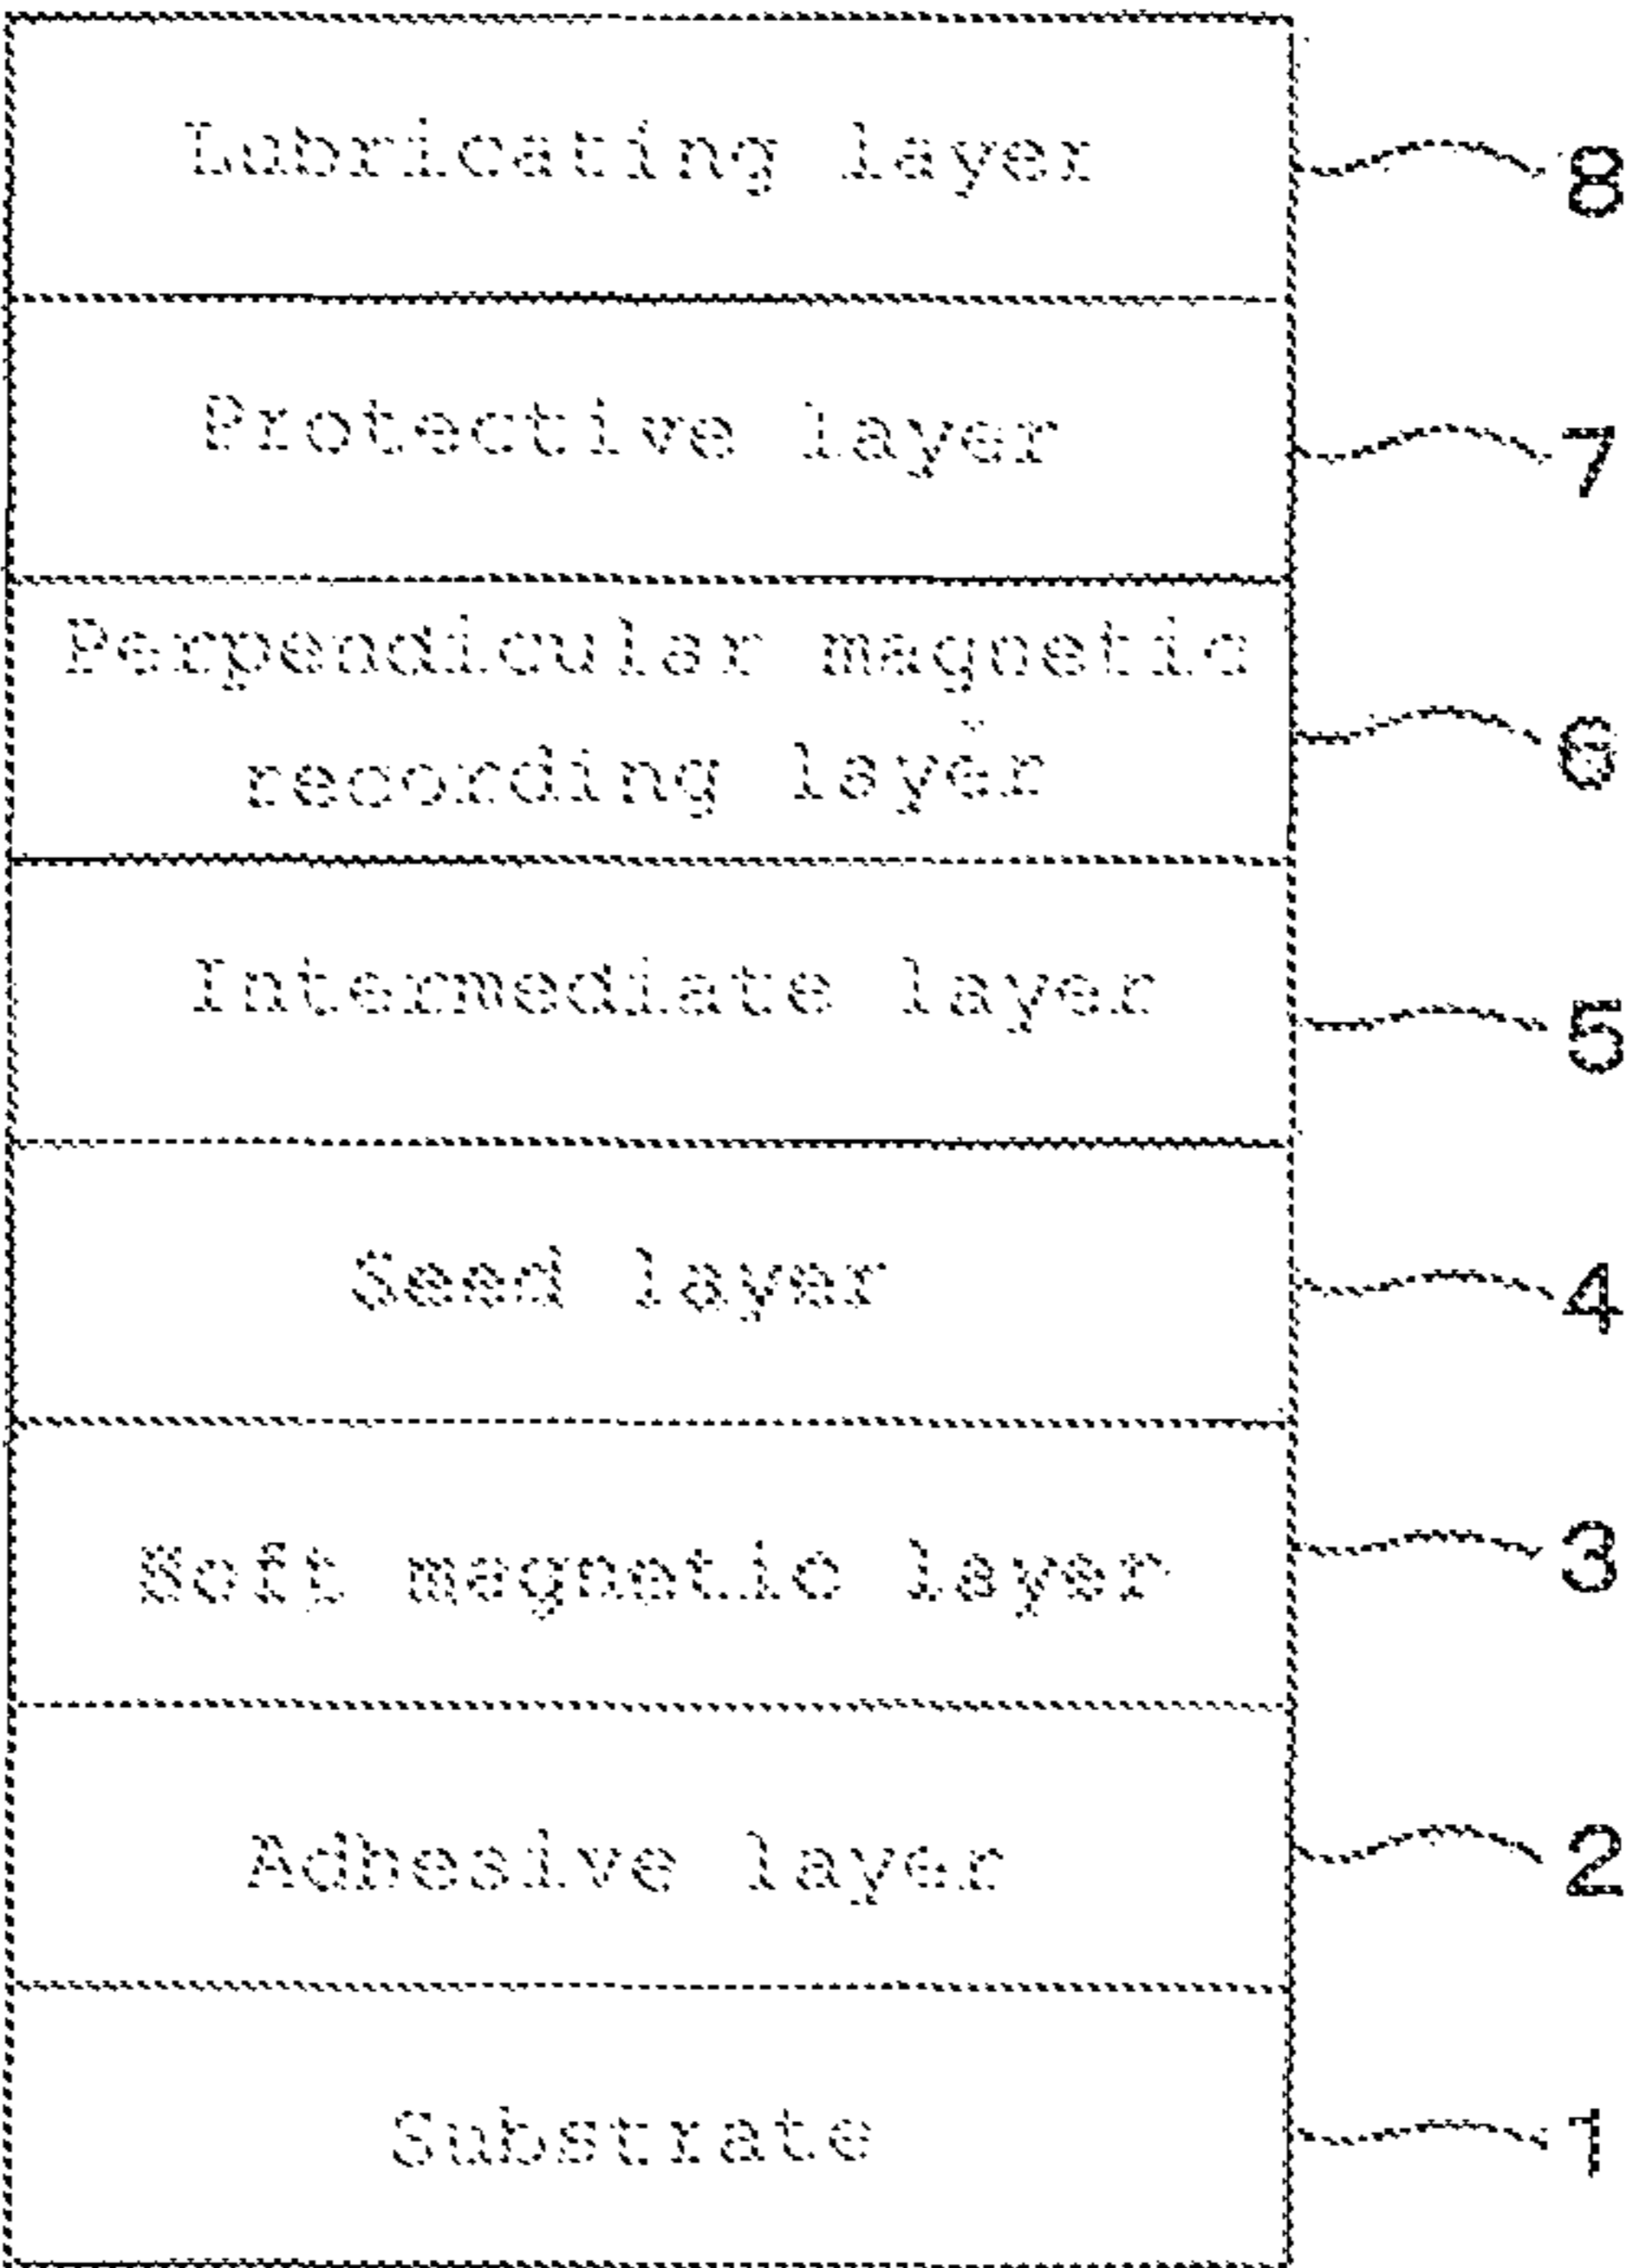 Lubricating layer 8
Protective layer 7
Perpendicular magnetic
recording layer 6
Intermediate layer 5
Seed layer 4
Soft magnetic layer 3
Adhesive layer 2
Substrate 1